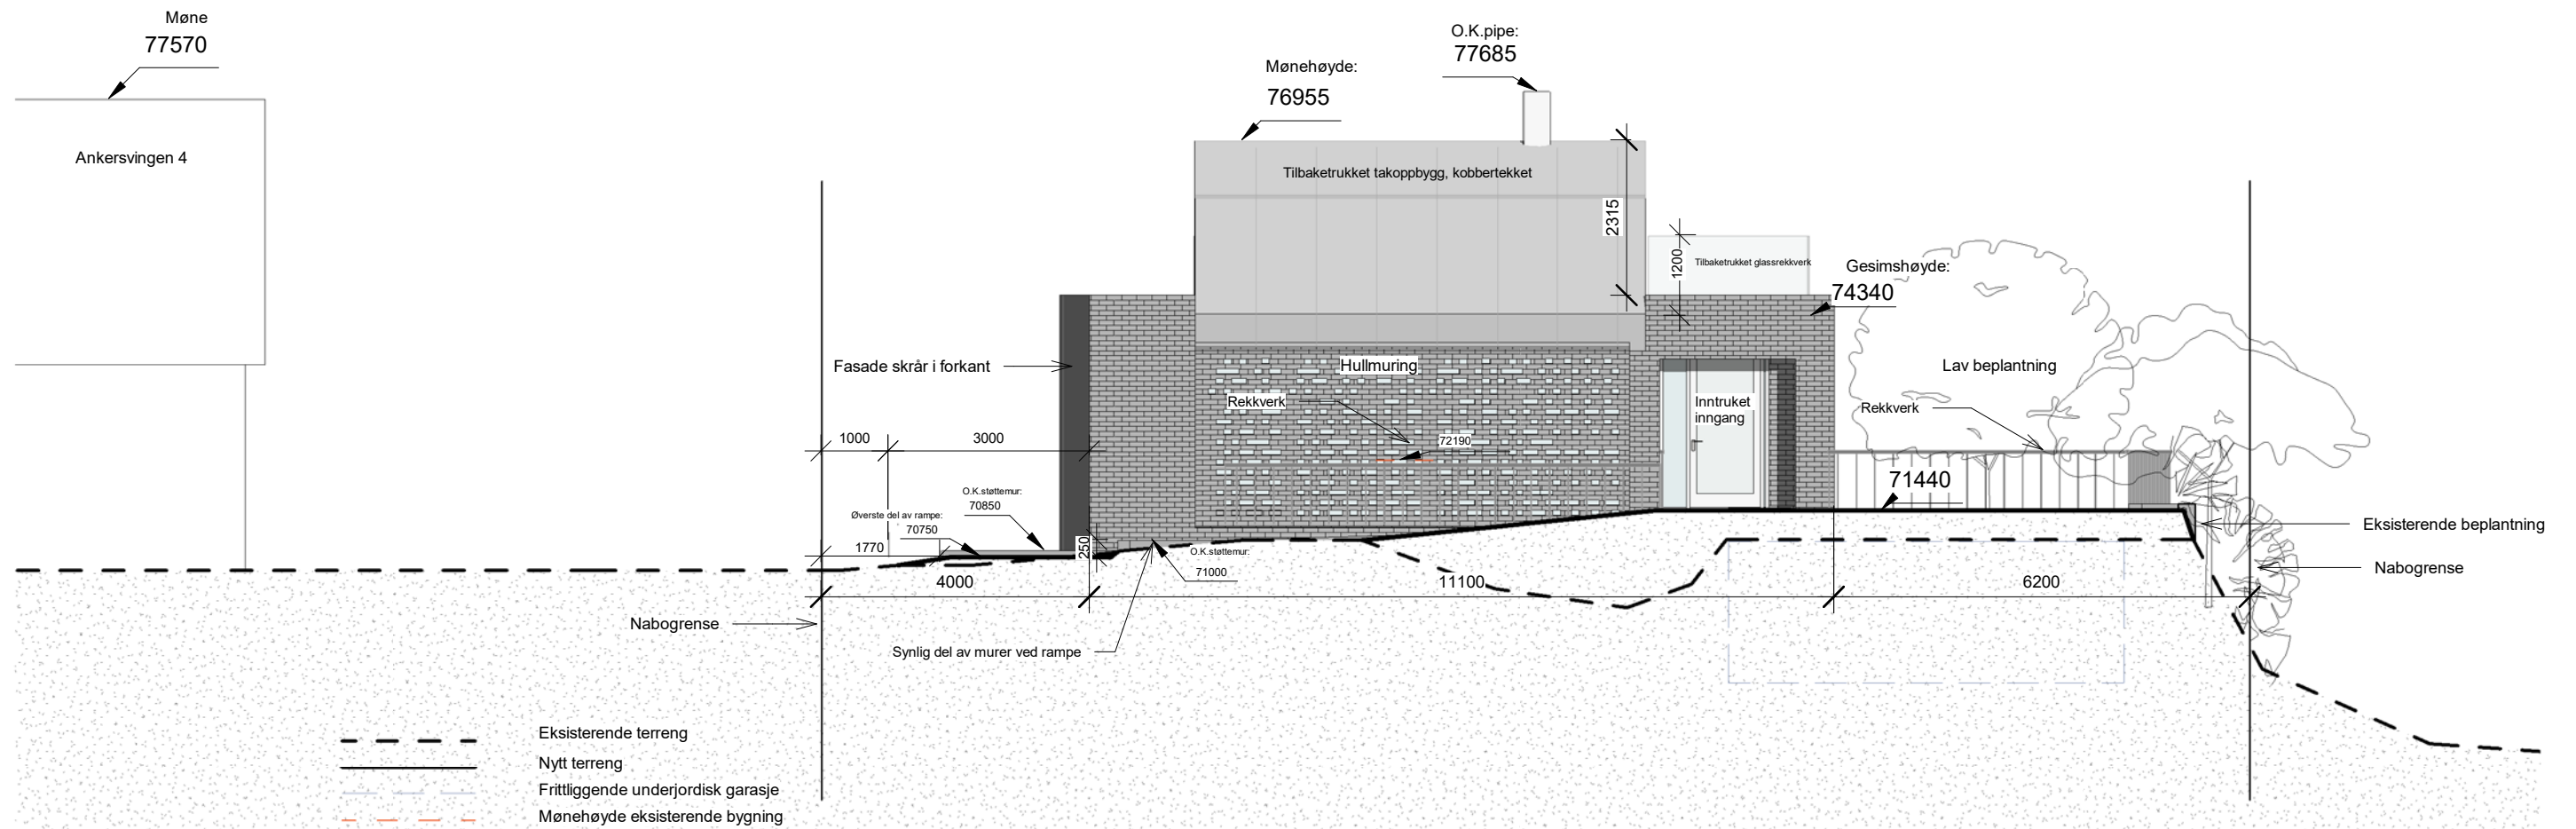 Møne
77570
Ankersvingen 4
O.K.pipe:
77685
Mønehøyde:
76955
Tilbaketrukket takoppbygg, kobbertekket
2315
1200
Tilbaketrukket glassrekkverk
Gesimshøyde:
74340
Fasade skrår i forkant
Hullmuring
Rekkverk
72190
Inntruket
inngang
Lav beplantning
Rekkverk
71440
1000
3000
O.K.støttemur:
70850
Øverste del av rampe:
70750
1770
250
O.K.støttemur:
71000
4000
11100
6200
Eksisterende beplantning
Nabogrense
Nabogrense
Synlig del av murer ved rampe
Eksisterende terreng
Nytt terreng
Frittliggende underjordisk garasje
Mønehøyde eksisterende bygning